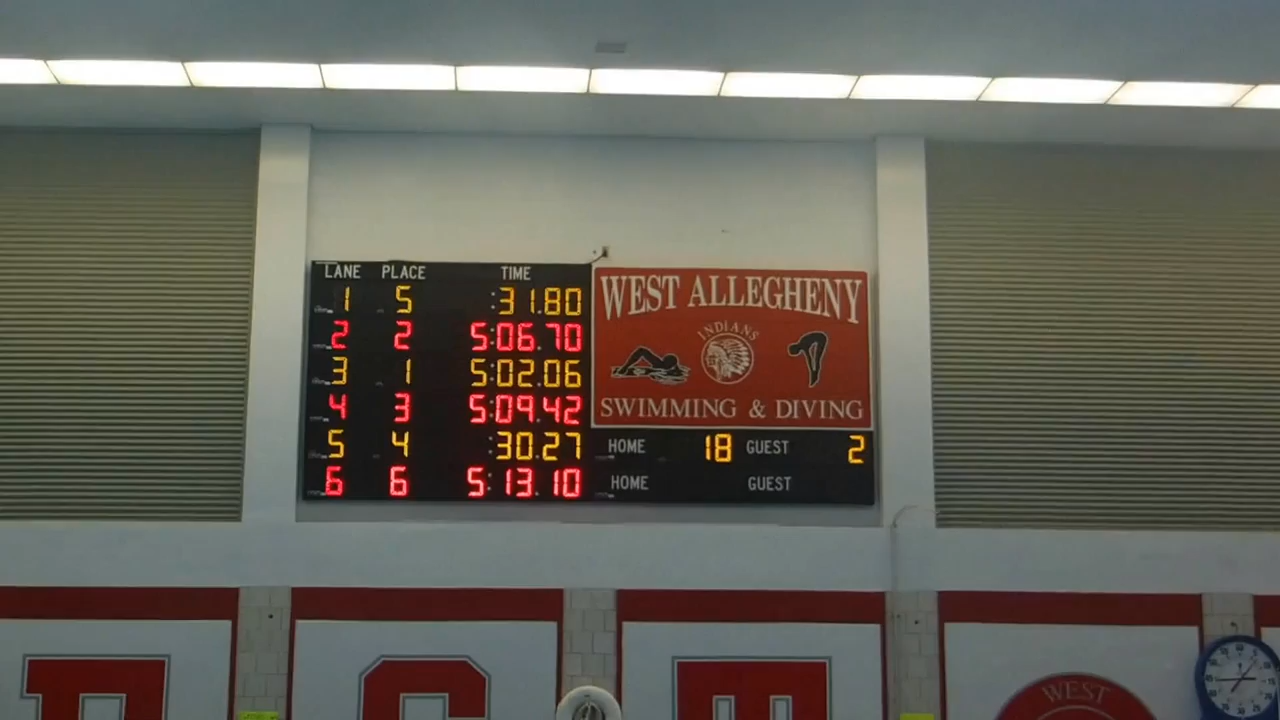 LANE PLACE TIME
1 5 :31.80
2 2 5:06.70
3 1 5:02.06
4 3 5:09.42
5 4 :30.27
6 6 5:13.10
WEST ALLEGHENY
INDIANS
SWIMMING & DIVING
HOME 18 GUEST 2
HOME GUEST
WEST